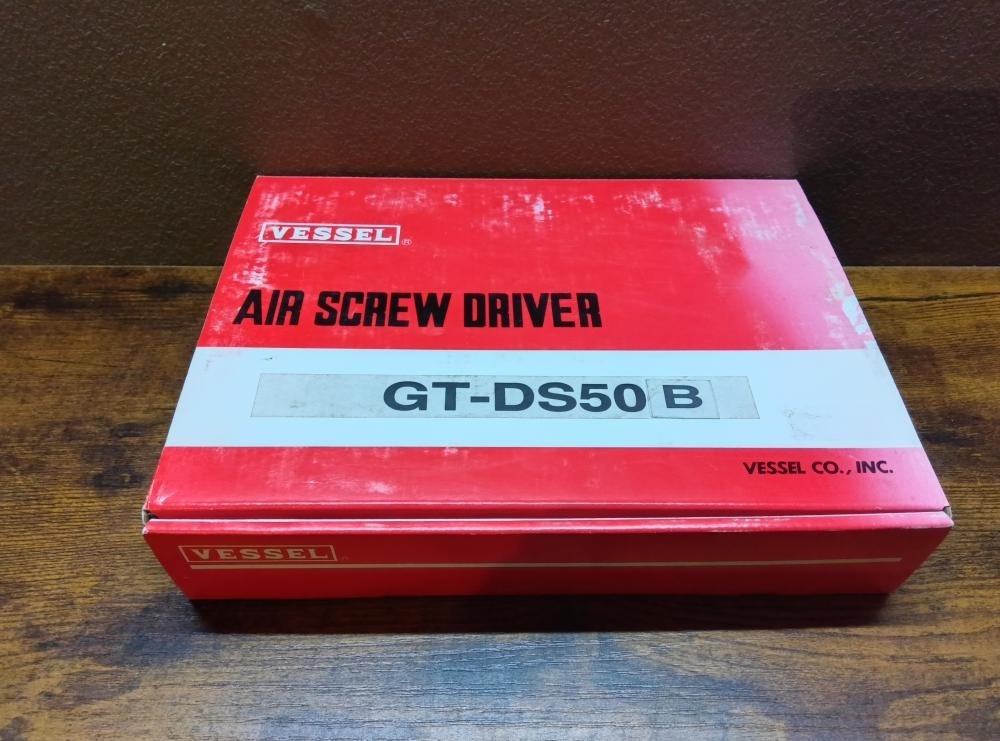 VESSEL®
AIR SCREW DRIVER
GT-DS50 B
VESSEL CO., INC.
VESSEL